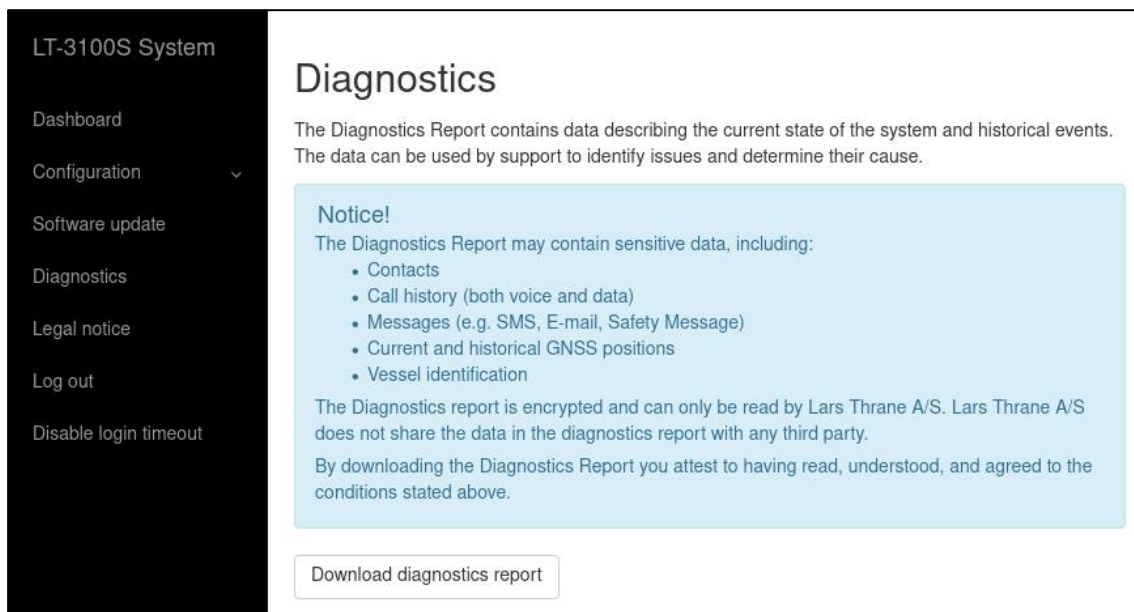 LT-3100S System
Dashboard
Configuration
Software update
Diagnostics
Legal notice
Log out
Disable login timeout
Diagnostics
The Diagnostics Report contains data describing the current state of the system and historical events.
The data can be used by support to identify issues and determine their cause.
Notice!
The Diagnostics Report may contain sensitive data, including:
• Contacts
• Call history (both voice and data)
• Messages (e.g. SMS, E-mail, Safety Message)
• Current and historical GNSS positions
• Vessel identification
The Diagnostics report is encrypted and can only be read by Lars Thrane A/S. Lars Thrane A/S
does not share the data in the diagnostics report with any third party.
By downloading the Diagnostics Report you attest to having read, understood, and agreed to the
conditions stated above.
Download diagnostics report